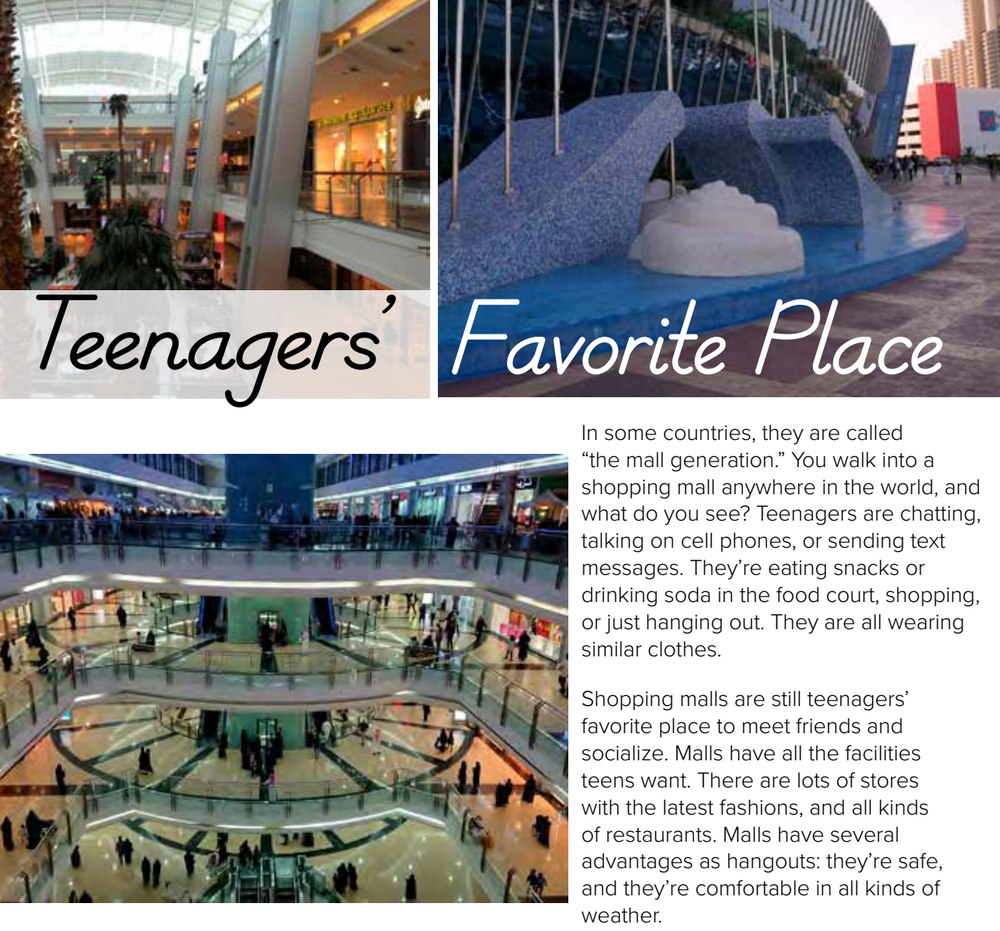 Teenagers’ Favorite Place
In some countries, they are called
“the mall generation.” You walk into a
shopping mall anywhere in the world, and
what do you see? Teenagers are chatting,
talking on cell phones, or sending text
messages. They’re eating snacks or
drinking soda in the food court, shopping,
or just hanging out. They are all wearing
similar clothes.
Shopping malls are still teenagers’
favorite place to meet friends and
socialize. Malls have all the facilities
teens want. There are lots of stores
with the latest fashions, and all kinds
of restaurants. Malls have several
advantages as hangouts: they’re safe,
and they’re comfortable in all kinds of
weather.